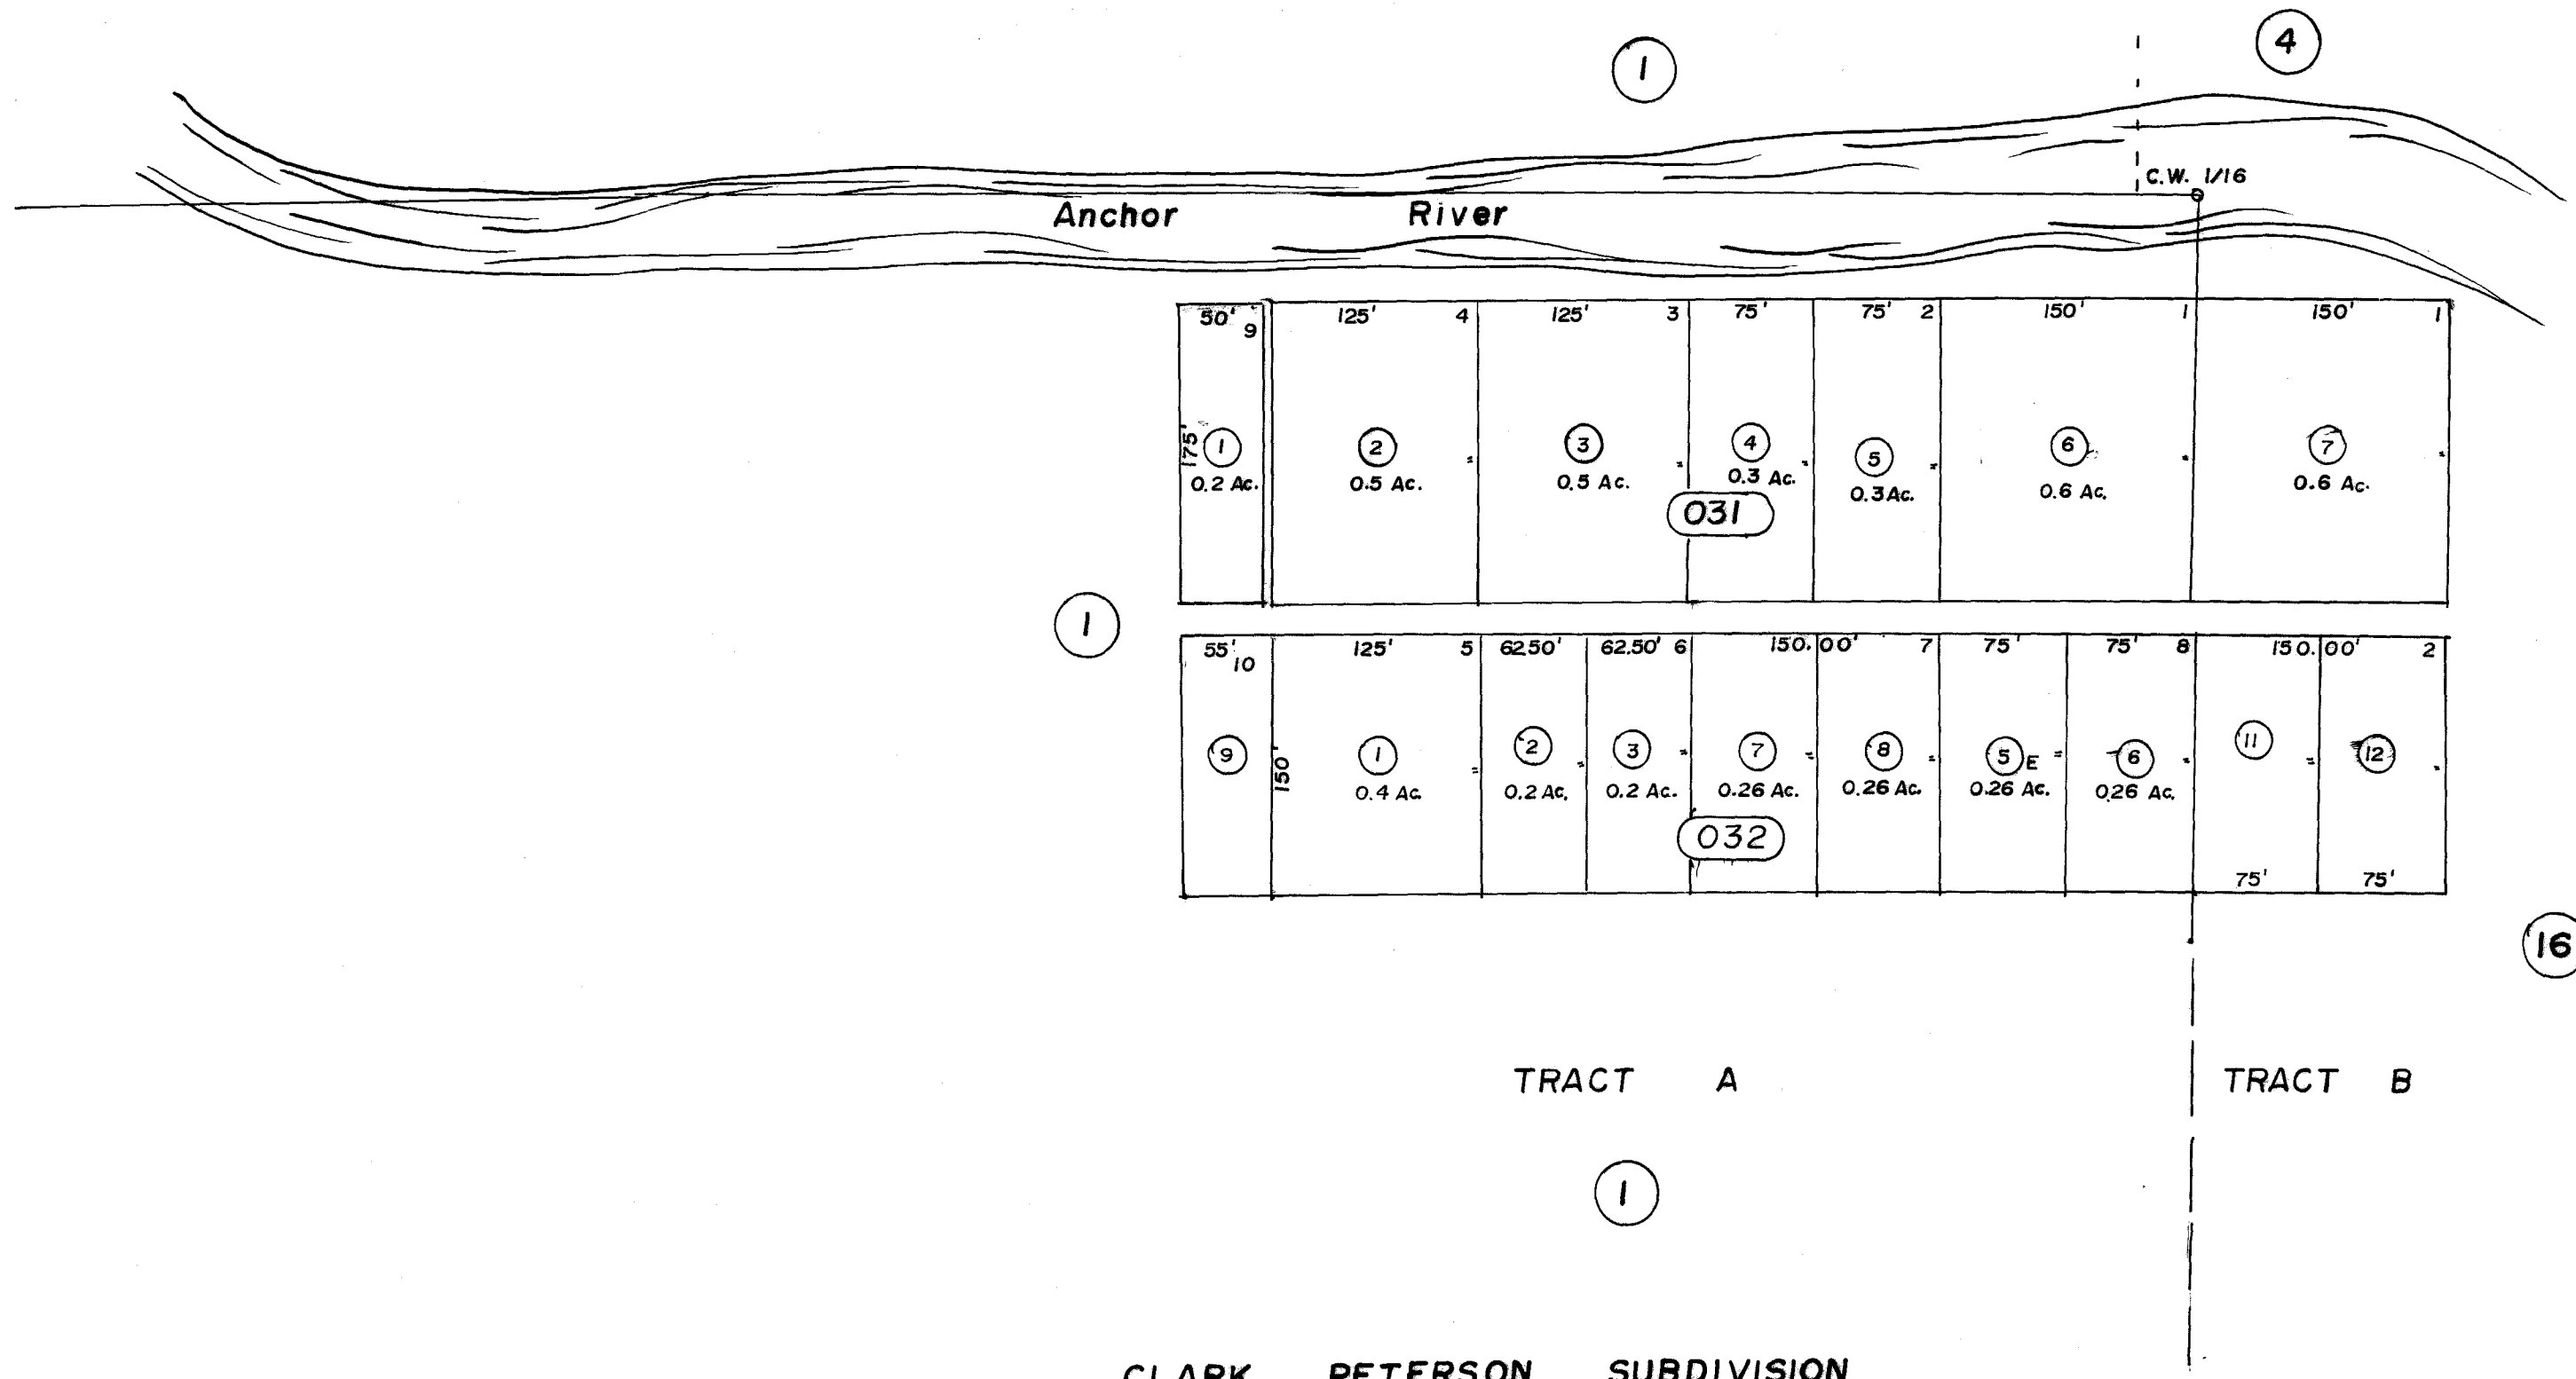 4
1
C.W. 1/16
Anchor River
50' 9 125' 4 125' 3 75' 75' 2 150' 1 150' 1
175' 1 2 3 4 5 6 7
0.2 Ac. 0.5 Ac. 0.5 Ac. 0.3 Ac. 0.3 Ac. 0.6 Ac. 0.6 Ac.
031
1
55' 10 125' 5 62.50' 62.50' 6 150.00' 7 75' 75' 8 150.00' 2
9 150' 1 2 3 7 8 5 E 6 11 12
0.4 Ac. 0.2 Ac. 0.2 Ac. 0.26 Ac. 0.26 Ac. 0.26 Ac. 0.26 Ac.
032
75' 75'
16
TRACT A TRACT B
1
CLARK PETERSON SUBDIVISION